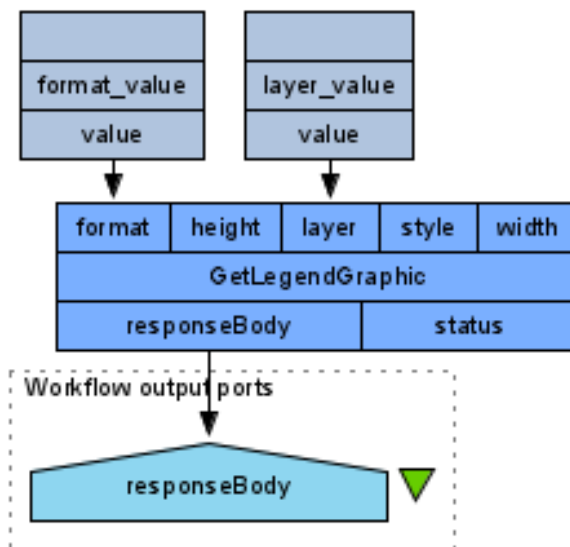 format_value layer_value
value value
format height layer style width
GetLegendGraphic
responseBody status
Workflow output ports
responseBody